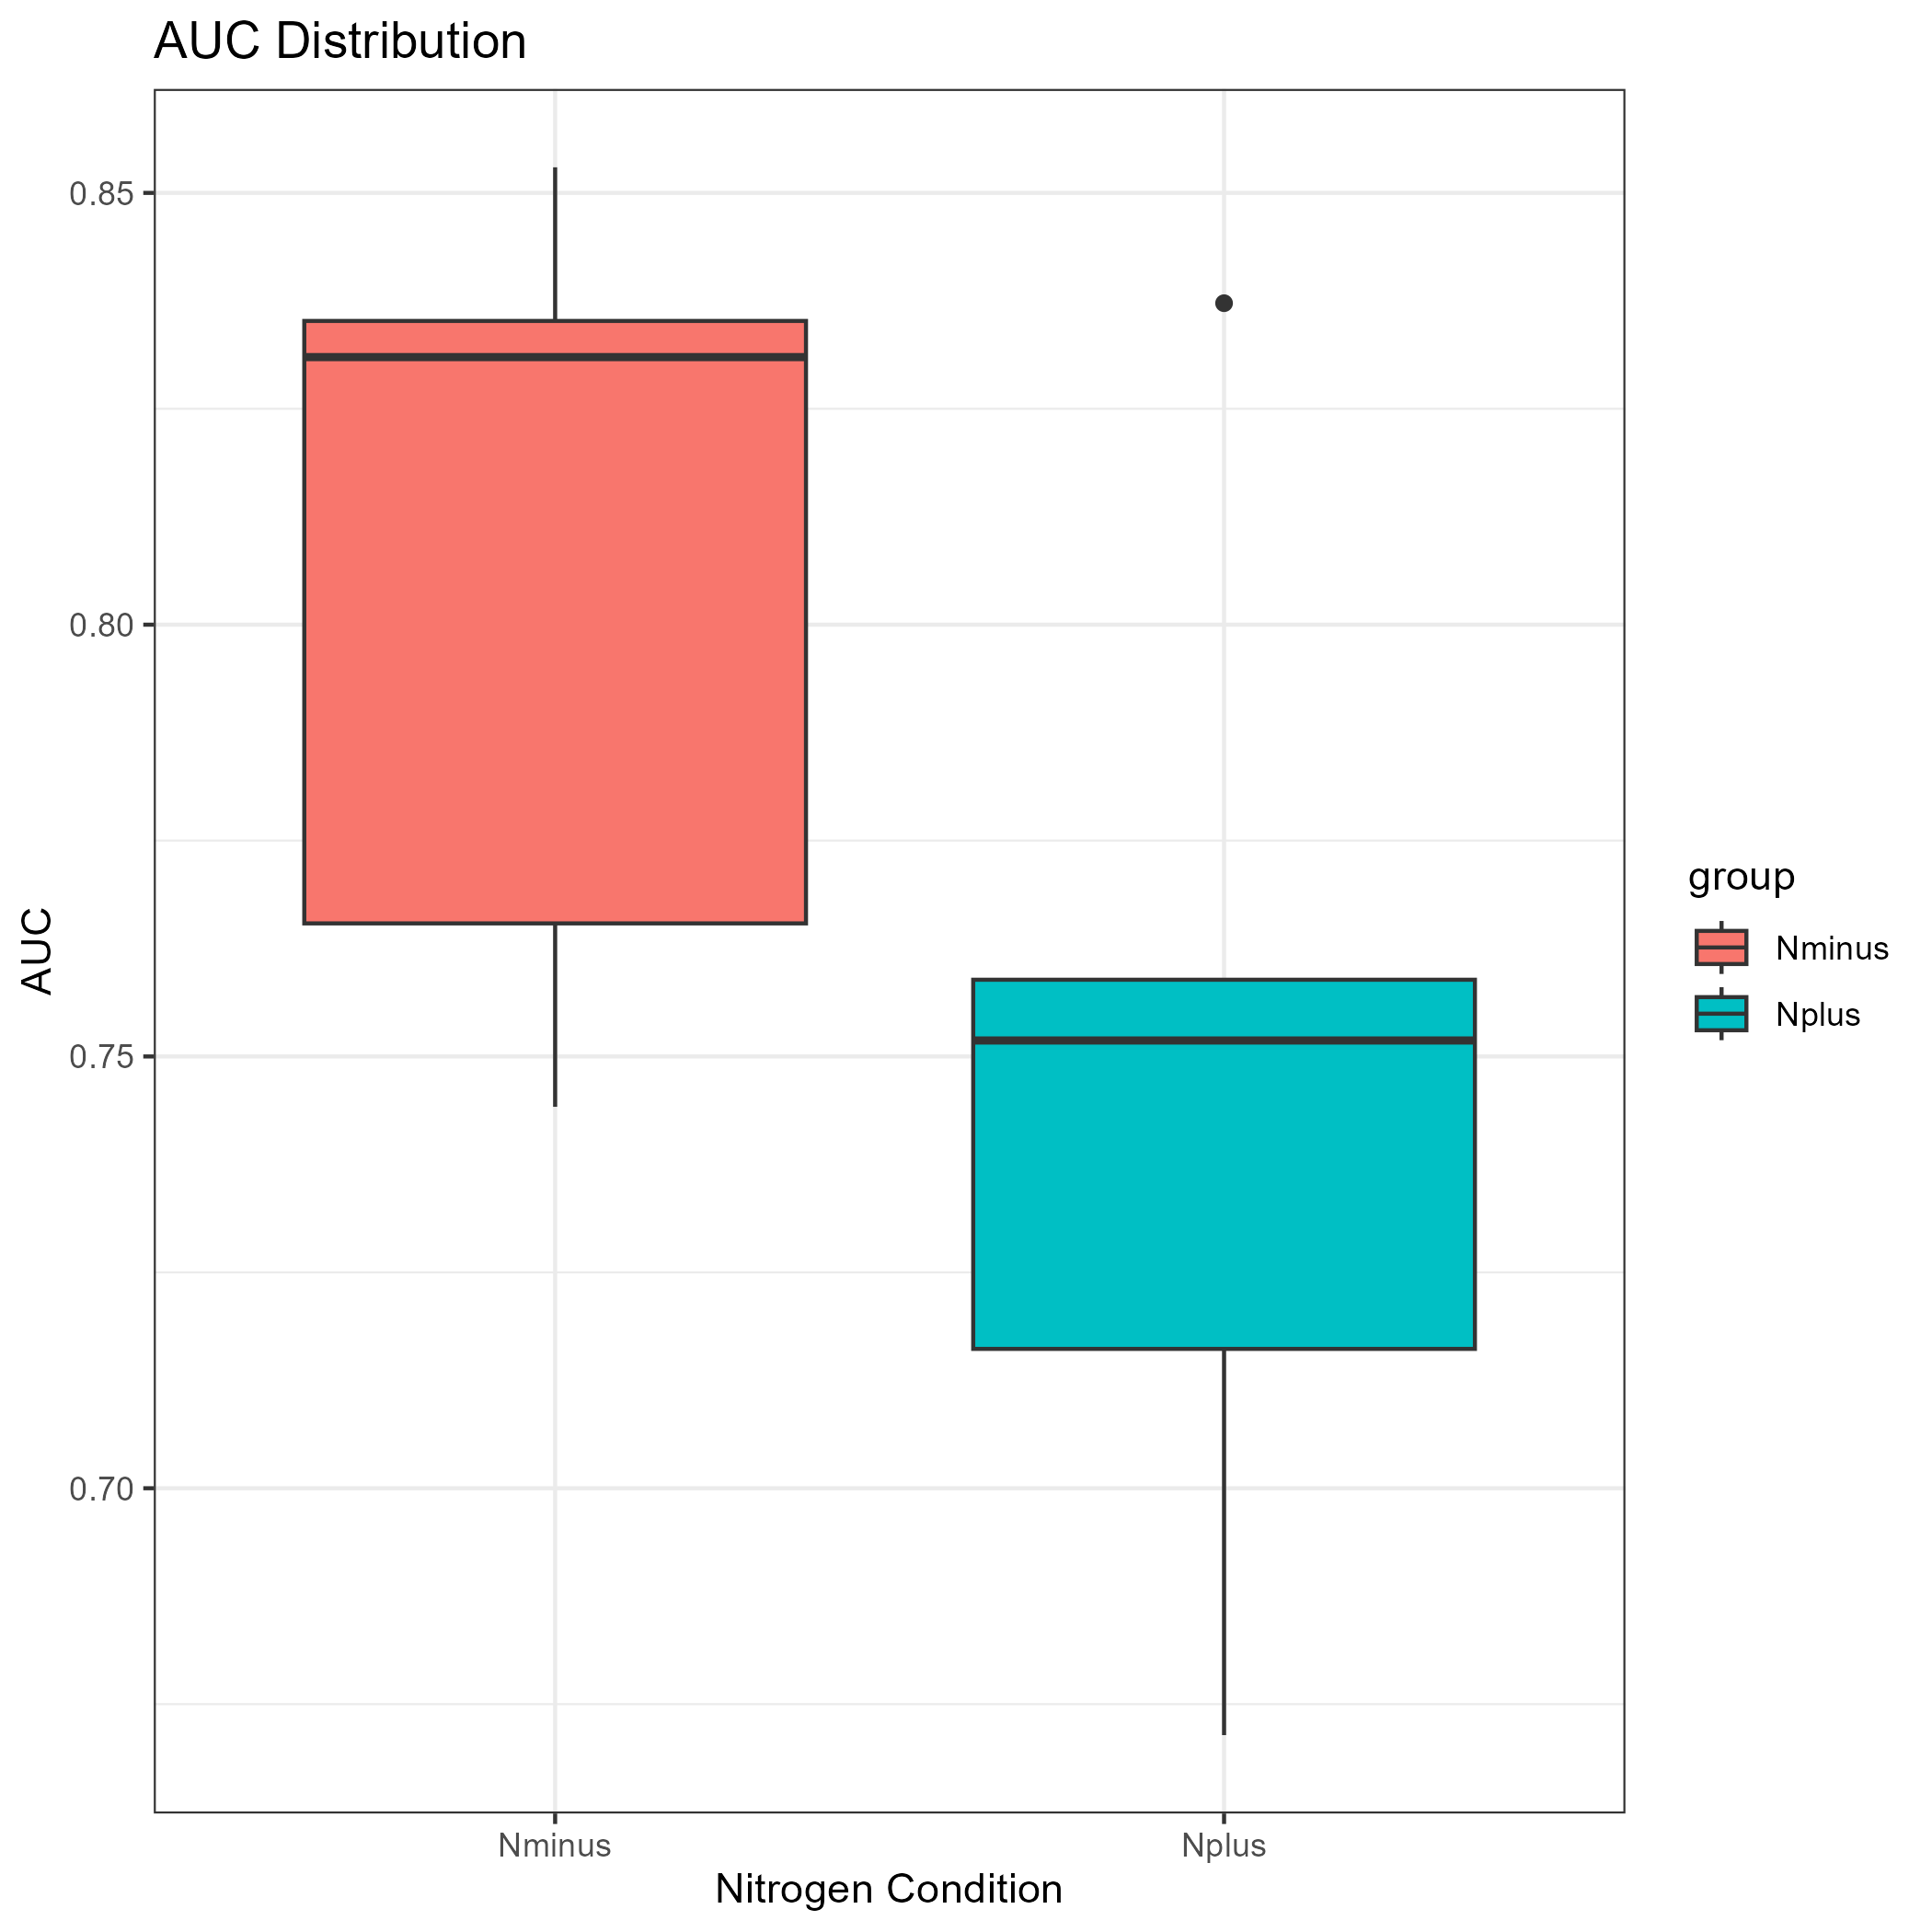 AUC Distribution
0.85
0.80
0.75
0.70
AUC
Nminus
Nplus
Nitrogen Condition
group
Nminus
Nplus